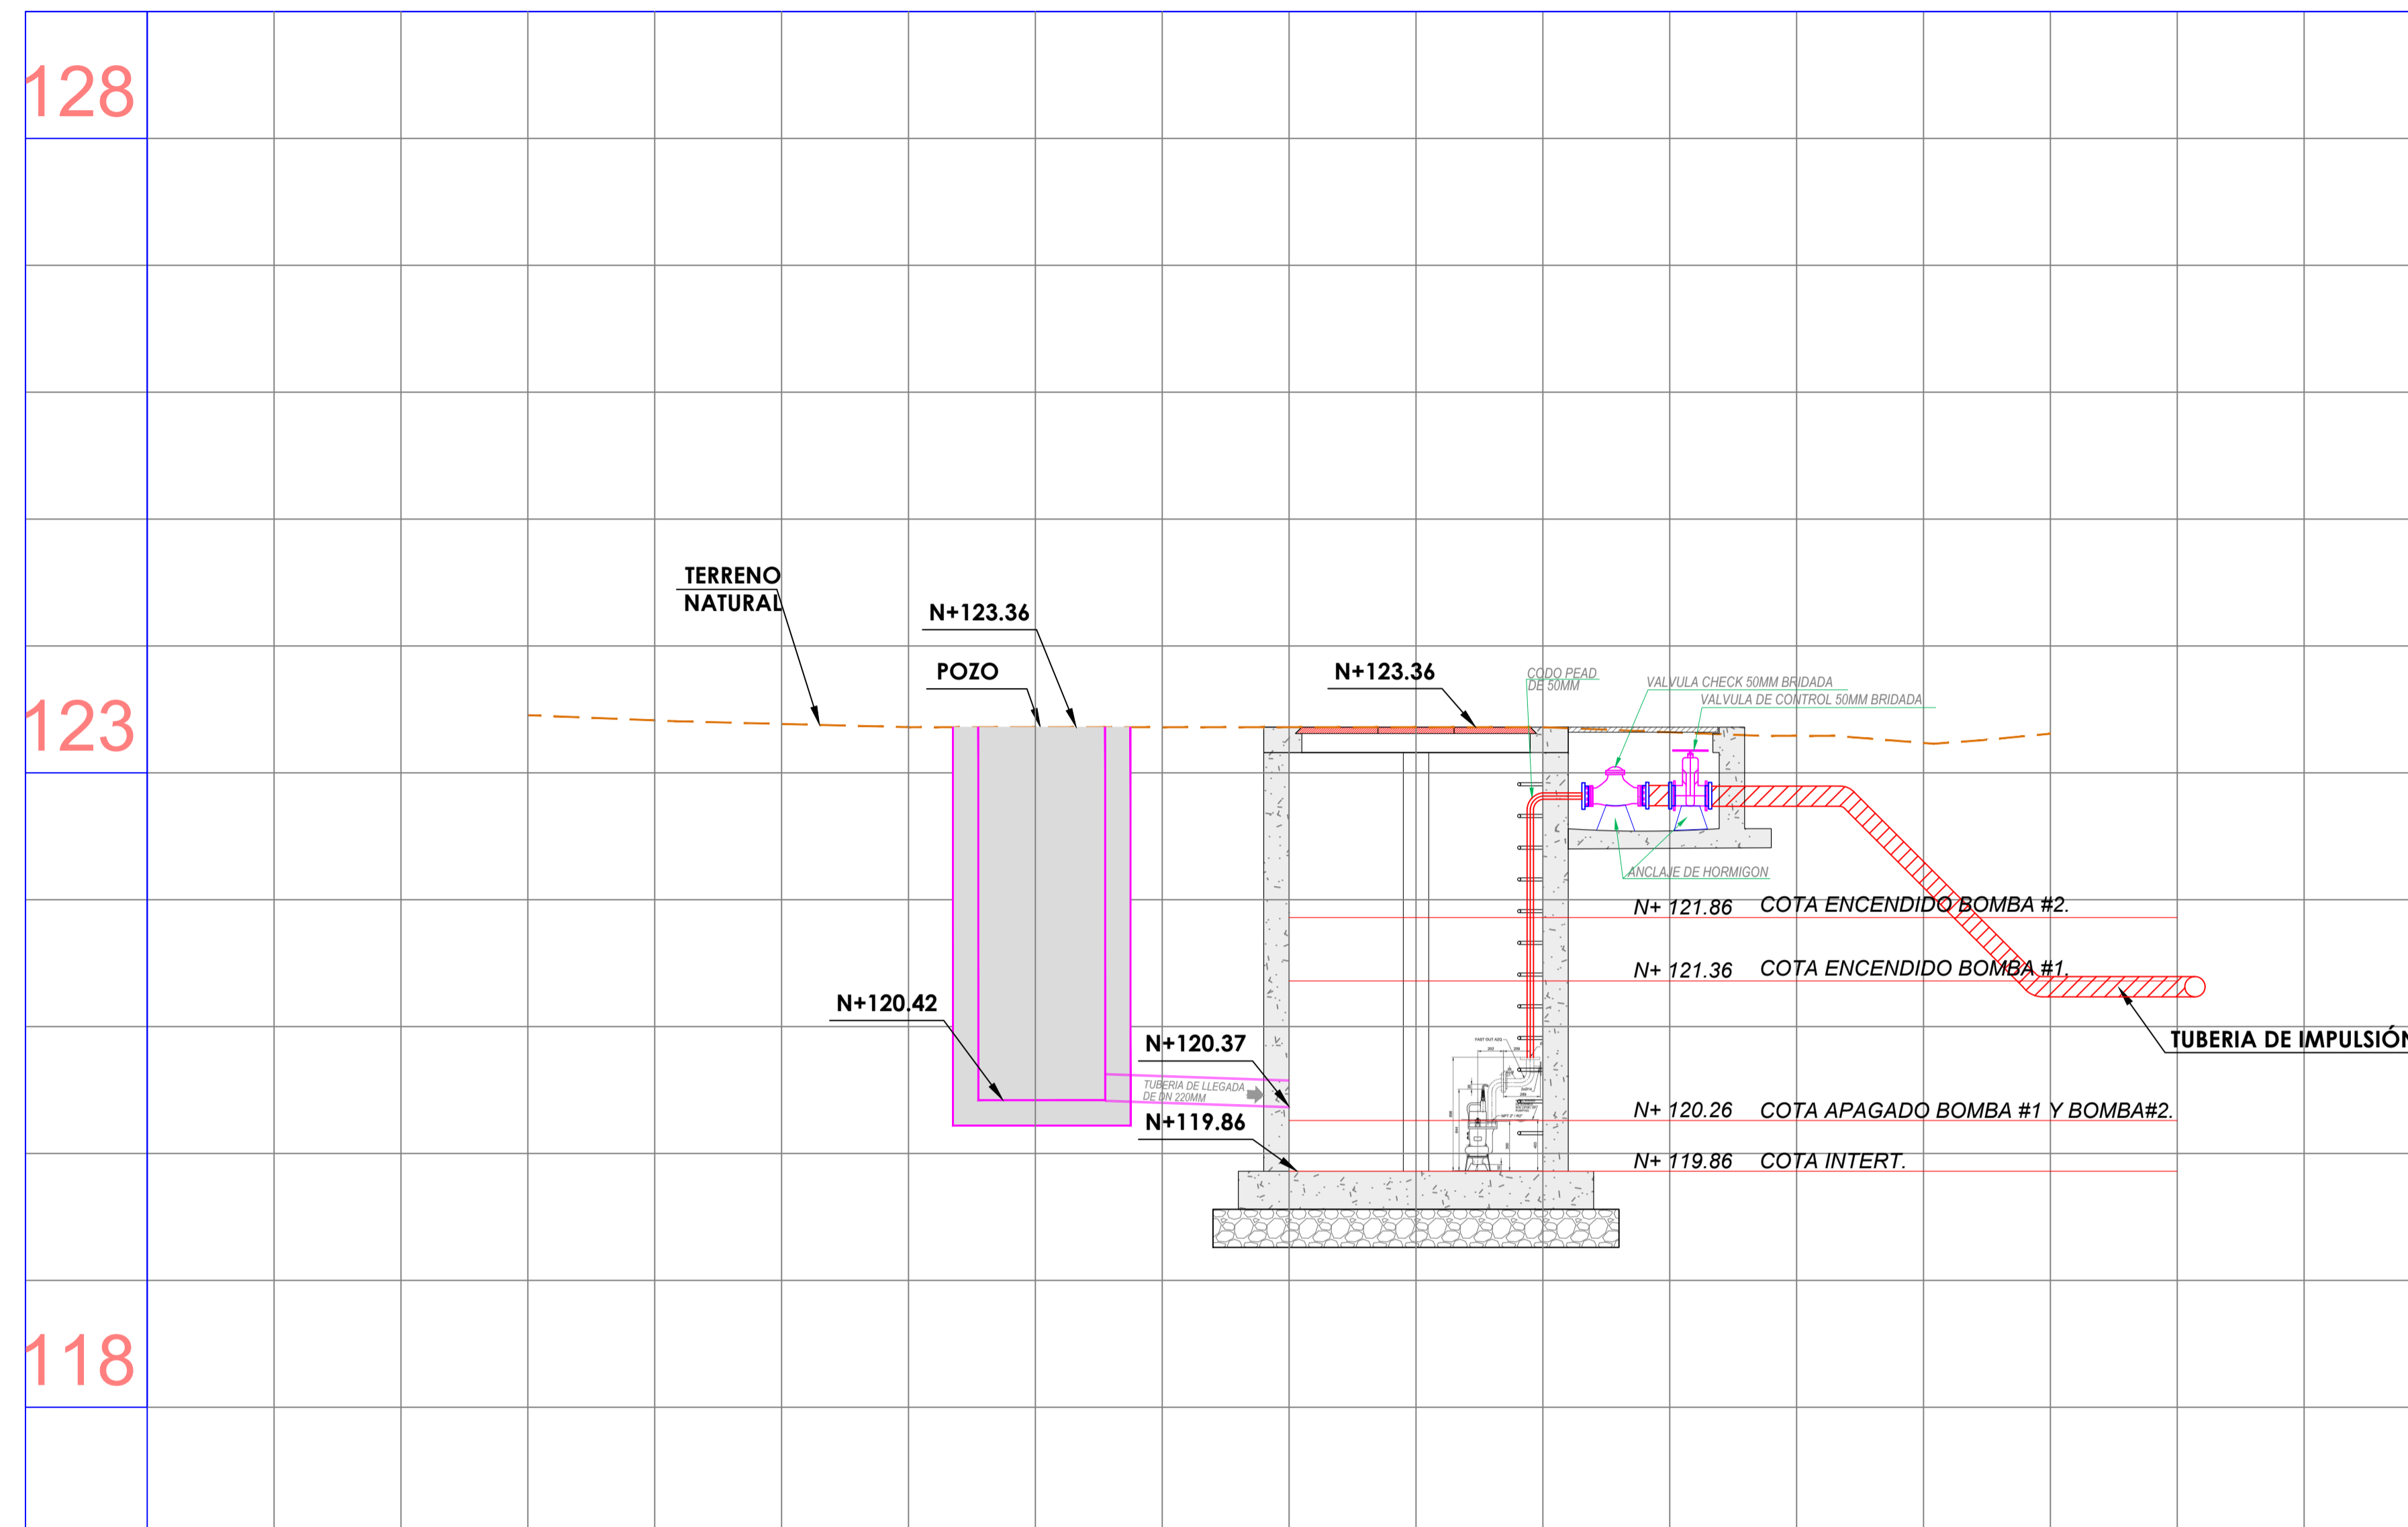 128
TERRENO
NATURAL
N+123.36
POZO
N+123.36
CODO PEAD
DE 50MM
VALVULA CHECK 50MM BRIDADA
VALVULA DE CONTROL 50MM BRIDADA
123
ANCLAJE DE HORMIGON
N+ 121.86 COTA ENCENDIDO BOMBA #2.
N+ 121.36 COTA ENCENDIDO BOMBA #1.
N+120.42
N+120.37
TUBERIA DE IMPULSIÓN
TUBERIA DE LLEGADA
DE DN 220MM
N+ 120.26 COTA APAGADO BOMBA #1 Y BOMBA#2.
N+119.86
N+ 119.86 COTA INTERT.
118